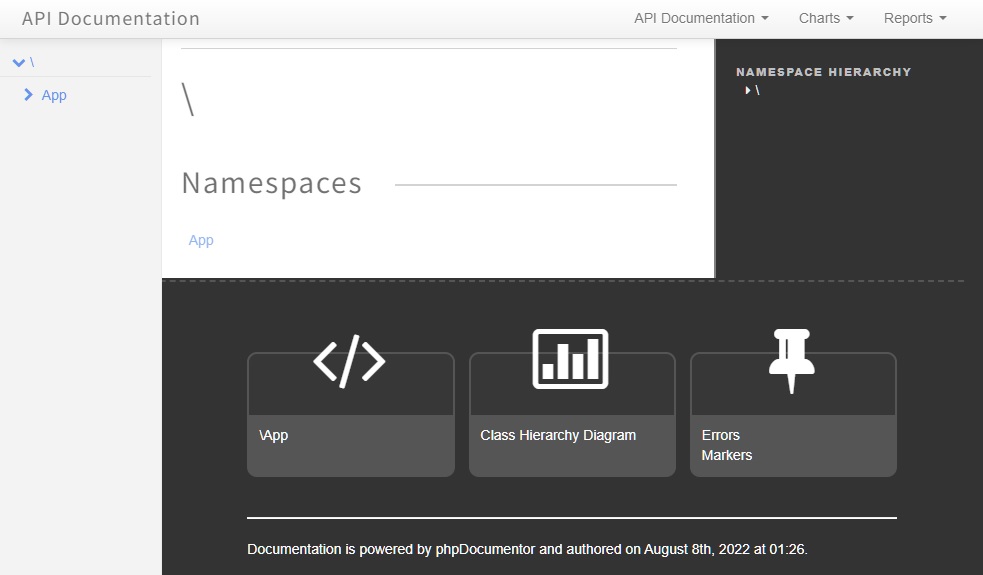 API Documentation
API Documentation
Charts
Reports
\
App
\
Namespaces
App
NAMESPACE HIERARCHY
\
\App
Class Hierarchy Diagram
Errors
Markers
Documentation is powered by phpDocumentor and authored on August 8th, 2022 at 01:26.